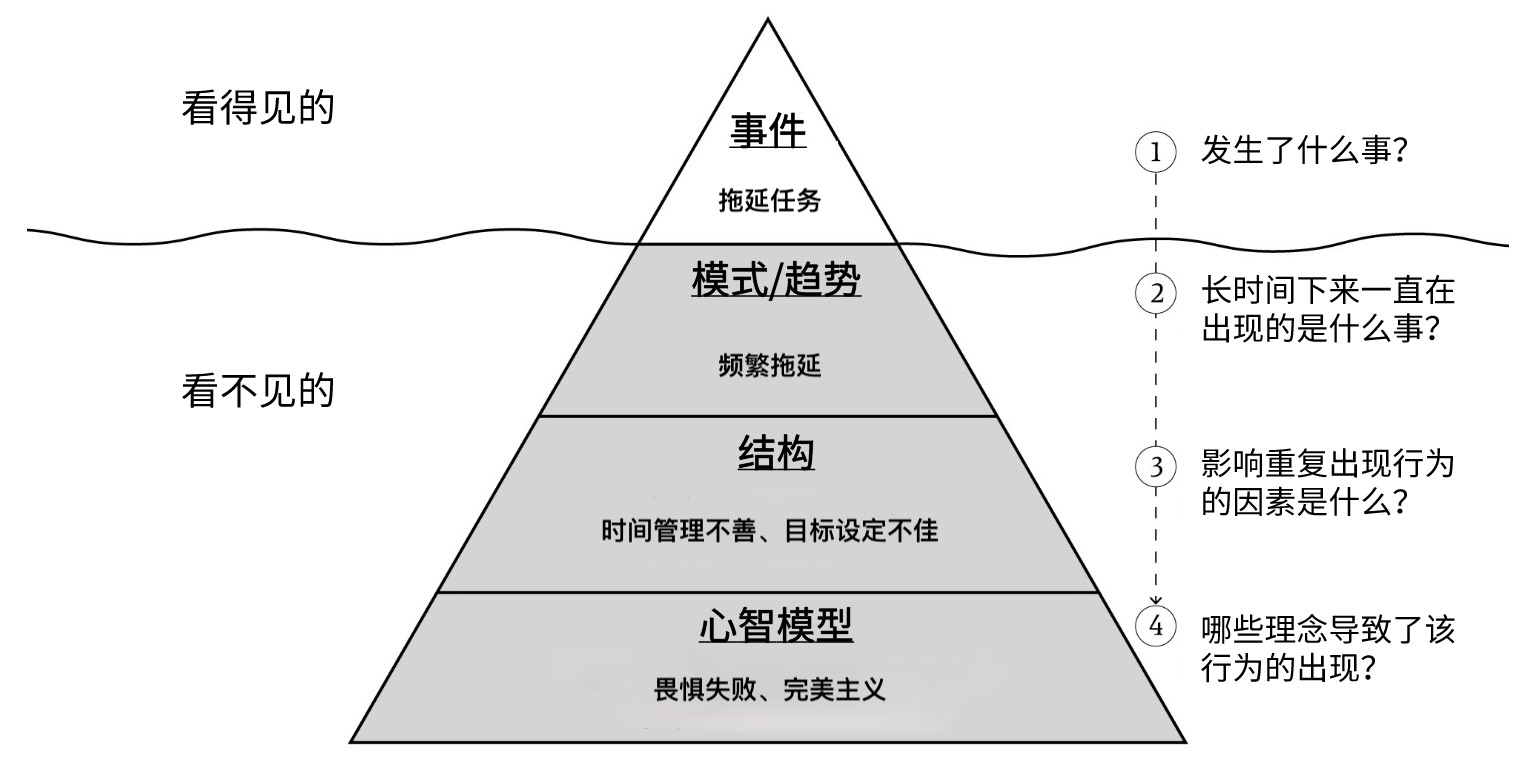 看得见的
事件
拖延任务
1 发生了什么事？
模式/趋势
频繁拖延
2 长时间下来一直在
出现的是什么事？
看不见的
结构
时间管理不善、目标设定不佳
3 影响重复出现行为
的因素是什么？
心智模型
畏惧失败、完美主义
4 哪些理念导致了该
行为的出现？